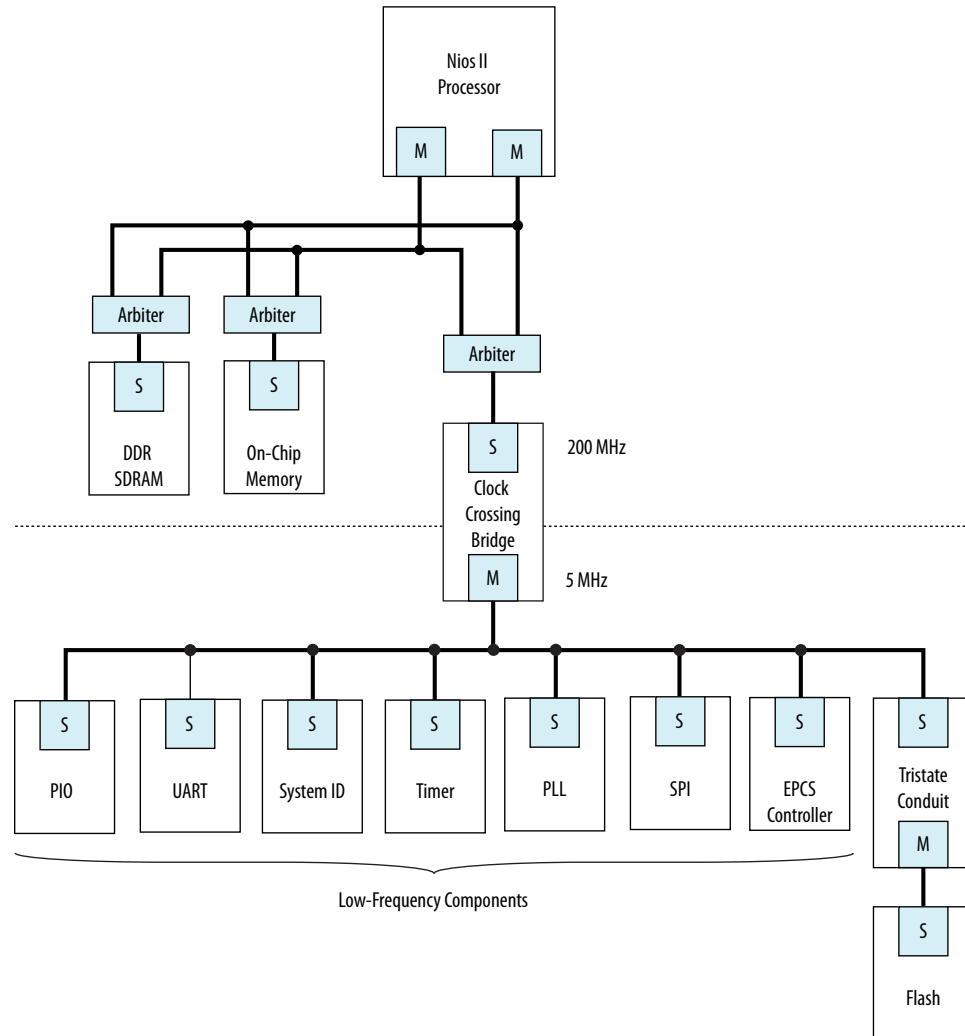 Nios II
Processor
M
M
Arbiter
Arbiter
Arbiter
S
S
DDR
SDRAM
On-Chip
Memory
S
200 MHz
Clock
Crossing
Bridge
M
5 MHz
S
S
S
S
S
S
S
S
PIO
UART
System ID
Timer
PLL
SPI
EPCS
Controller
Tristate
Conduit
M
Low-Frequency Components
S
Flash